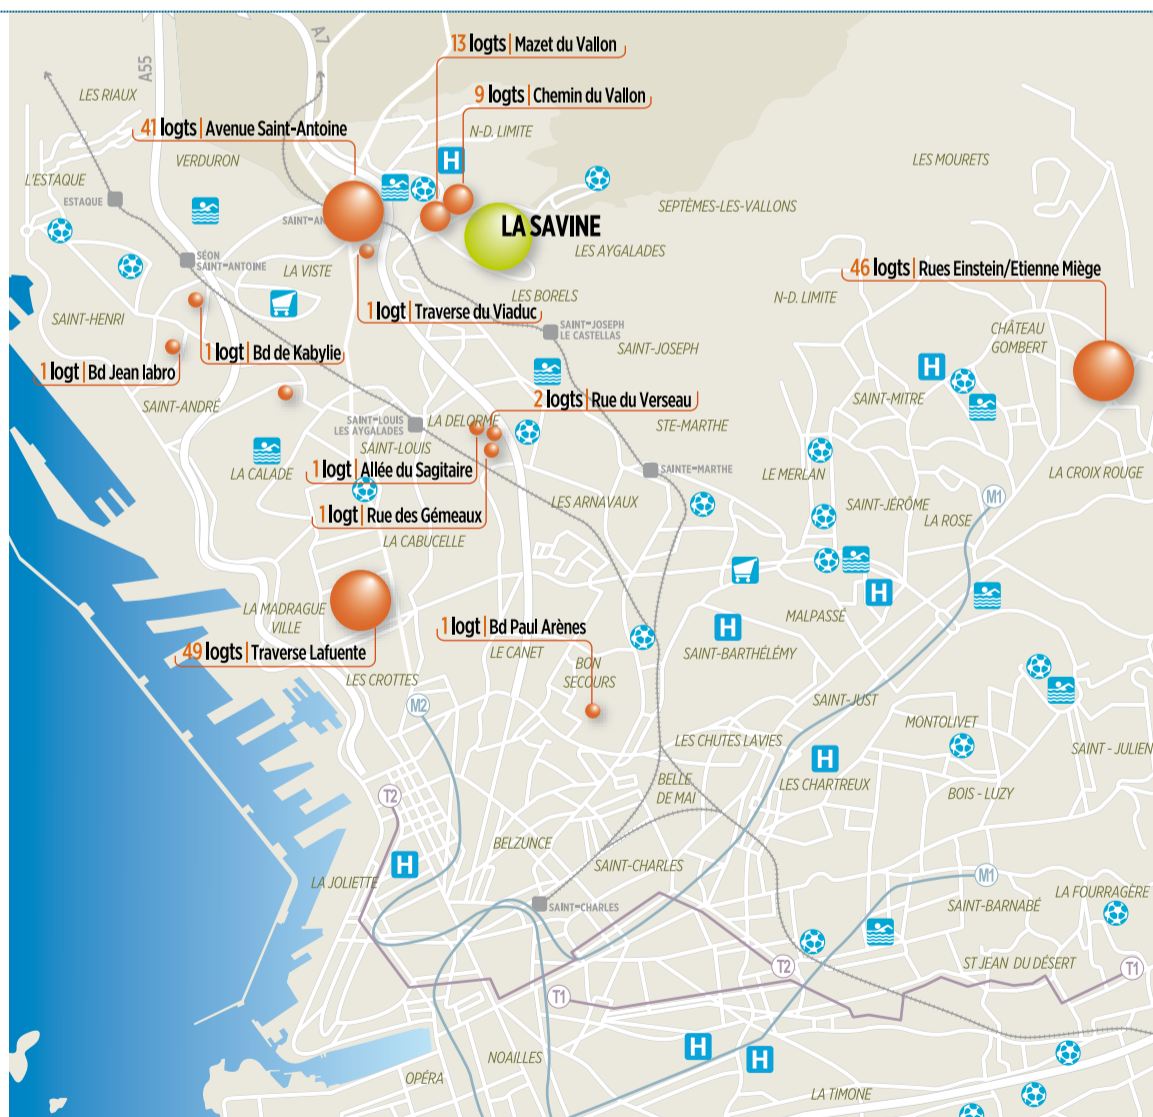 A7
13 logts | Mazet du Vallon
A55
9 logts | Chemin du Vallon
LES RIAUX
41 logts | Avenue Saint-Antoine
N-D. LIMITE
VERDURON
H
LES MOURETS
L'ESTAQUE
ESTAQUE
SAINT-AN
LA SAVINE
SEPTÈMES-LES-VALLONS
LES AYGALADES
SÉON
SAINT-ANTOINE
LA VISTE
46 logts | Rues Einstein/Etienne Miège
LES BORELS
N-D. LIMITE
1 logt | Traverse du Viaduc
SAINT-HENRI
SAINT-JOSEPH
LE CASTELLAS
CHÂTEAU
GOMBERT
SAINT-JOSEPH
1 logt | Bd de Kabylie
1 logt | Bd Jean labro
H
SAINT-MITRE
2 logts | Rue du Verseau
SAINT-ANDRÉ
SAINT-LOUIS
LES AYGALADES
LA DELORME
STE-MARTHE
SAINT-LOUIS
1 logt | Allée du Sagitaire
SAINTE-MARTHE
LE MERLAN
LA CROIX ROUGE
LA CALADE
LES ARNAVAUX
M1
SAINT-JÉRÔME
1 logt | Rue des Gémeaux
LA ROSE
LA CABUCELLE
H
LA MADRAGUE
VILLE
MALPASSÉ
1 logt | Bd Paul Arènes
H
49 logts | Traverse Lafuente
LE CANET
SAINT-BARTHÉLÉMY
BON
SECOURS
LES CROTTES
M2
SAINT-JUST
MONTOLIVET
LES CHUTES LAVIES
SAINT - JULIEN
H
BELLE
DE MAI
LES CHARTREUX
BOIS - LUZY
T2
BELZUNCE
H
SAINT-CHARLES
LA JOLIETTE
M1
LA FOURRAGÈRE
SAINT-CHARLES
SAINT-BARNABÉ
ST JEAN DU DÉSERT
T2
T1
T1
H
H
NOAILLES
OPÉRA
LA TIMONE